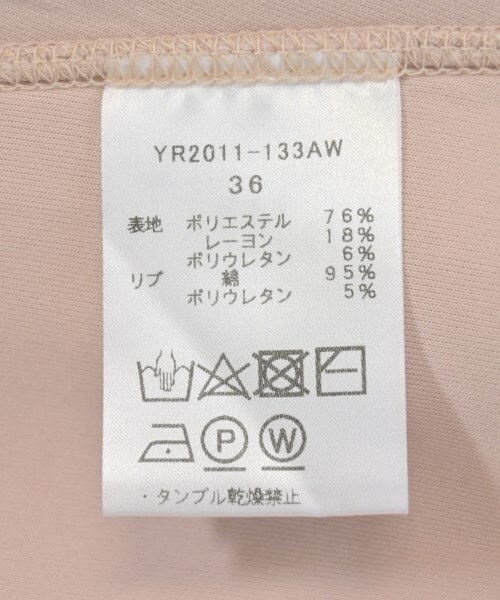 YR2011-133AW
36
表地 ポリエステル 76%
レーヨン 18%
ポリウレタン 6%
リブ 綿 95%
ポリウレタン 5%
P W
・タンブル乾燥禁止